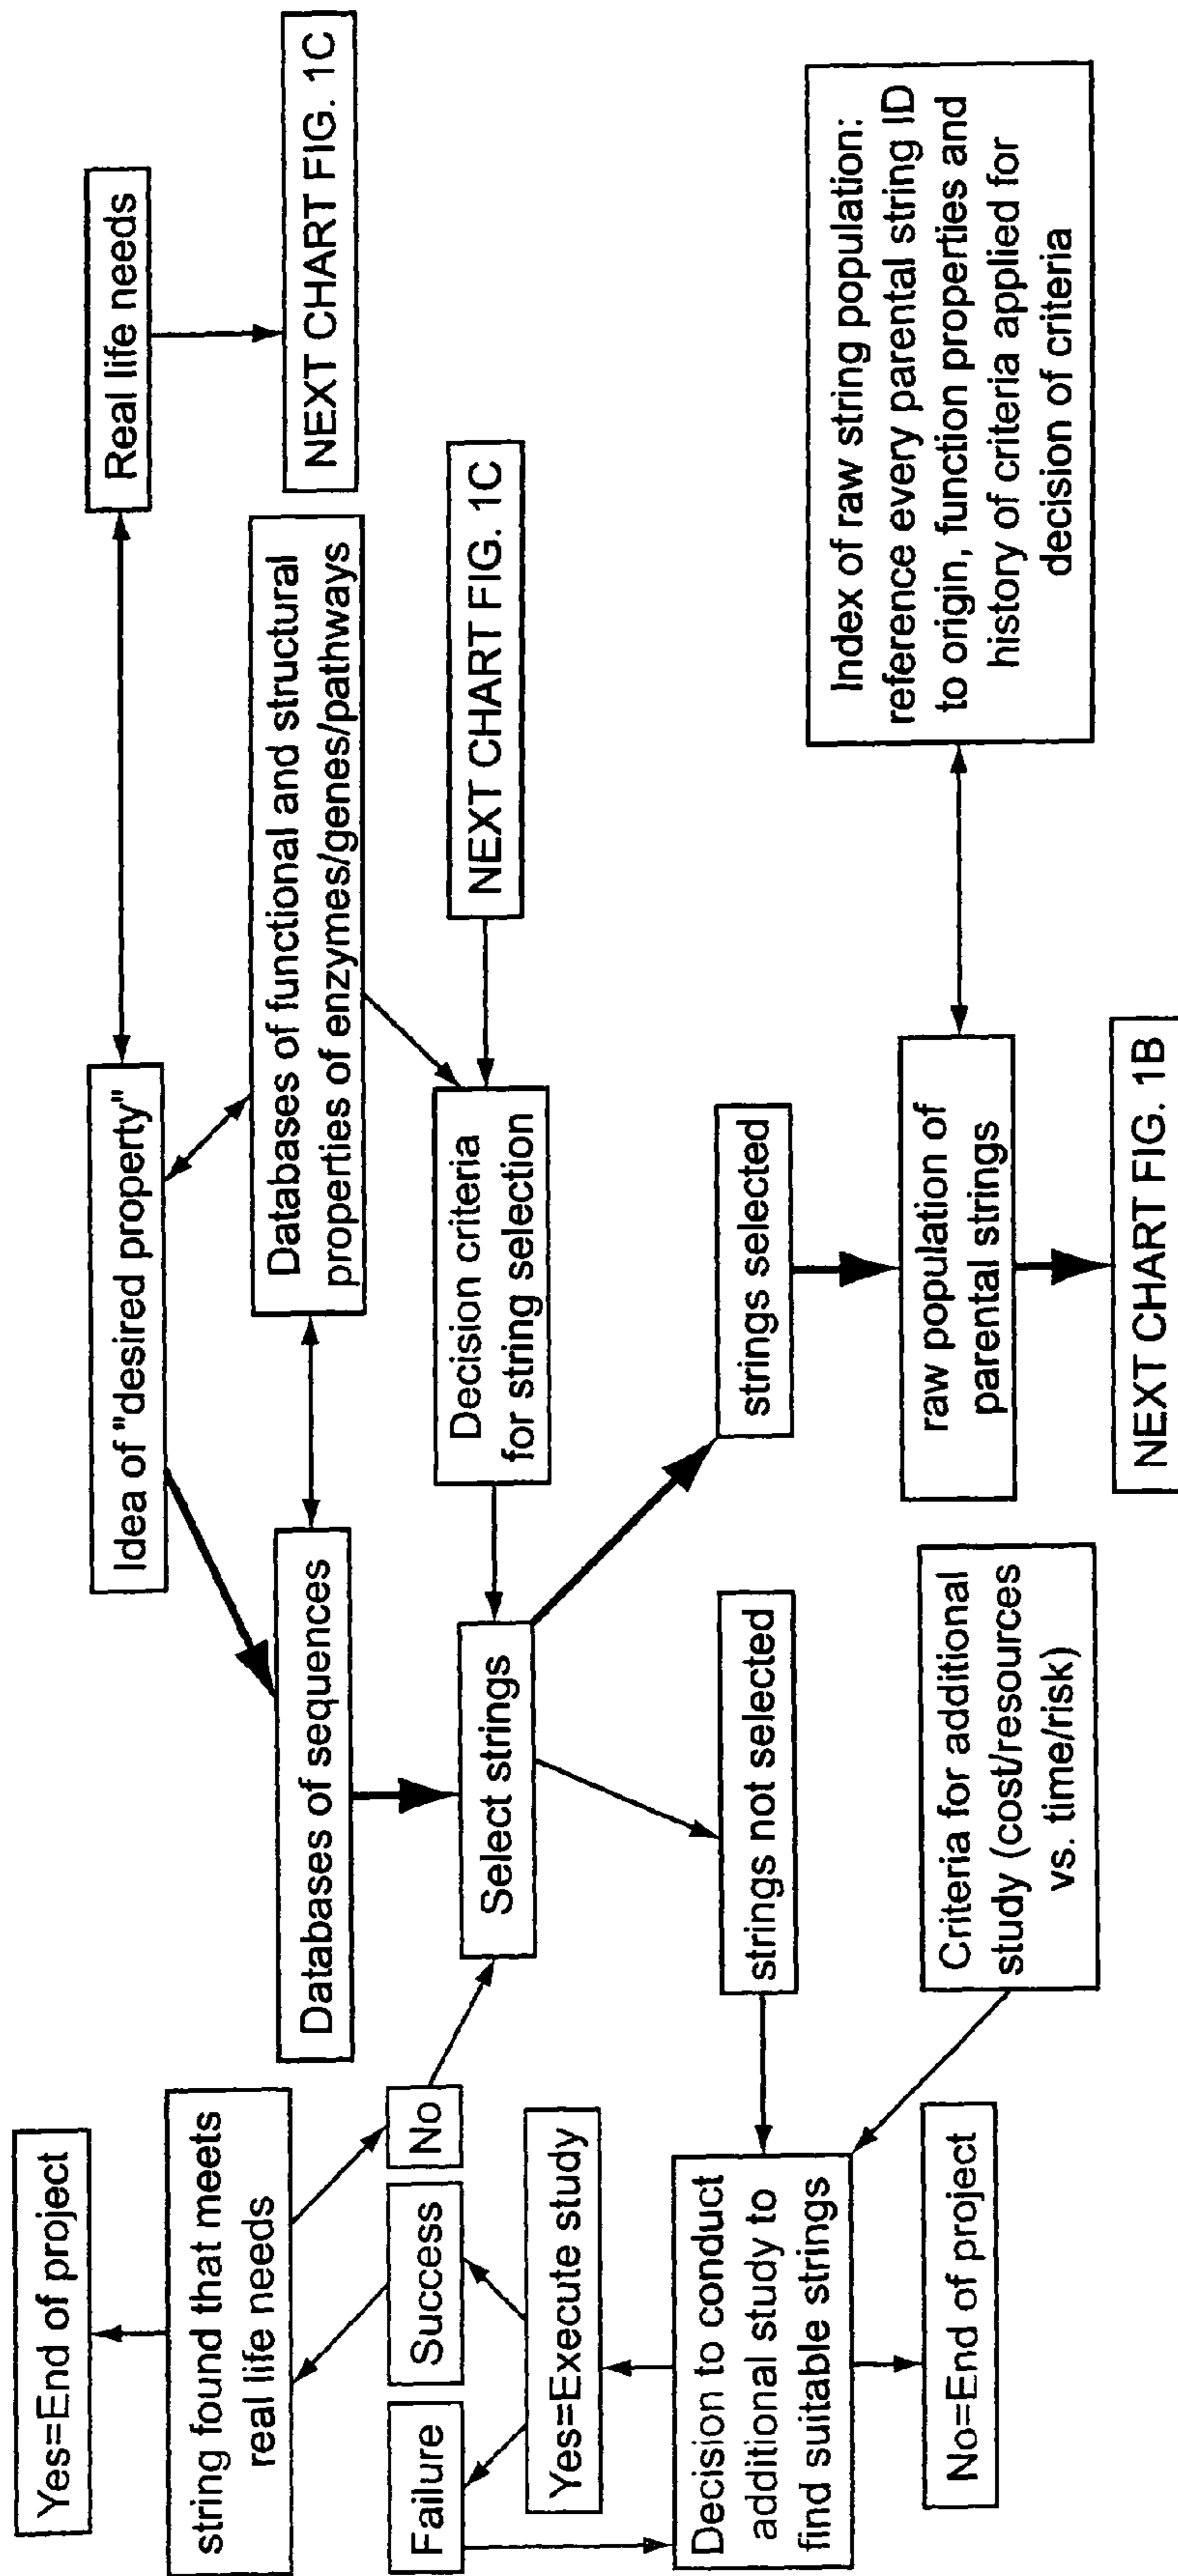 Yes=End of project
string found that meets
real life needs
Idea of "desired property"
Real life needs
NEXT CHART FIG. 1C
Databases of sequences
Databases of functional and structural
properties of enzymes/genes/pathways
Failure
Success
No
Select strings
Decision criteria
for string selection
NEXT CHART FIG. 1C
Yes=Execute study
Decision to conduct
additional study to
find suitable strings
strings not selected
strings selected
No=End of project
Criteria for additional
study (cost/resources
vs. time/risk)
raw population of
parental strings
Index of raw string population:
reference every parental string ID
to origin, function properties and
history of criteria applied for
decision of criteria
NEXT CHART FIG. 1B